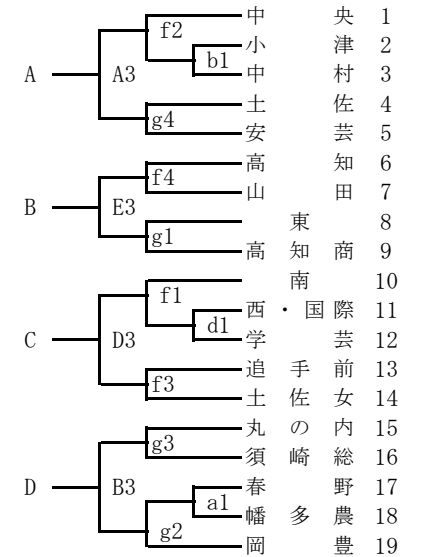 中央 1
f2
小津 2
b1
A A3 中村 3
土佐 4
g4
安芸 5
高知 6
f4
山田 7
B E3
東 8
g1
高知商 9
南 10
f1
西・国際 11
d1
C D3 学芸 12
追手前 13
f3
土佐女 14
丸の内 15
g3
須崎総 16
D B3 春野 17
a1
幡多農 18
g2
岡豊 19